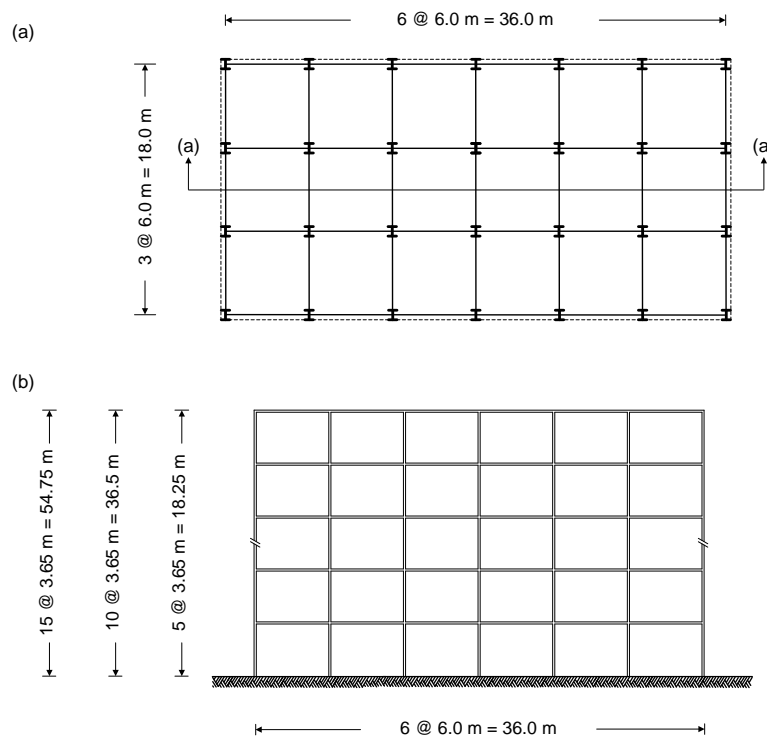 (a)
6 @ 6.0 m = 36.0 m
3 @ 6.0 m = 18.0 m
(a)
(a
(b)
15 @ 3.65 m = 54.75 m
10 @ 3.65 m = 36.5 m
5 @ 3.65 m = 18.25 m
6 @ 6.0 m = 36.0 m